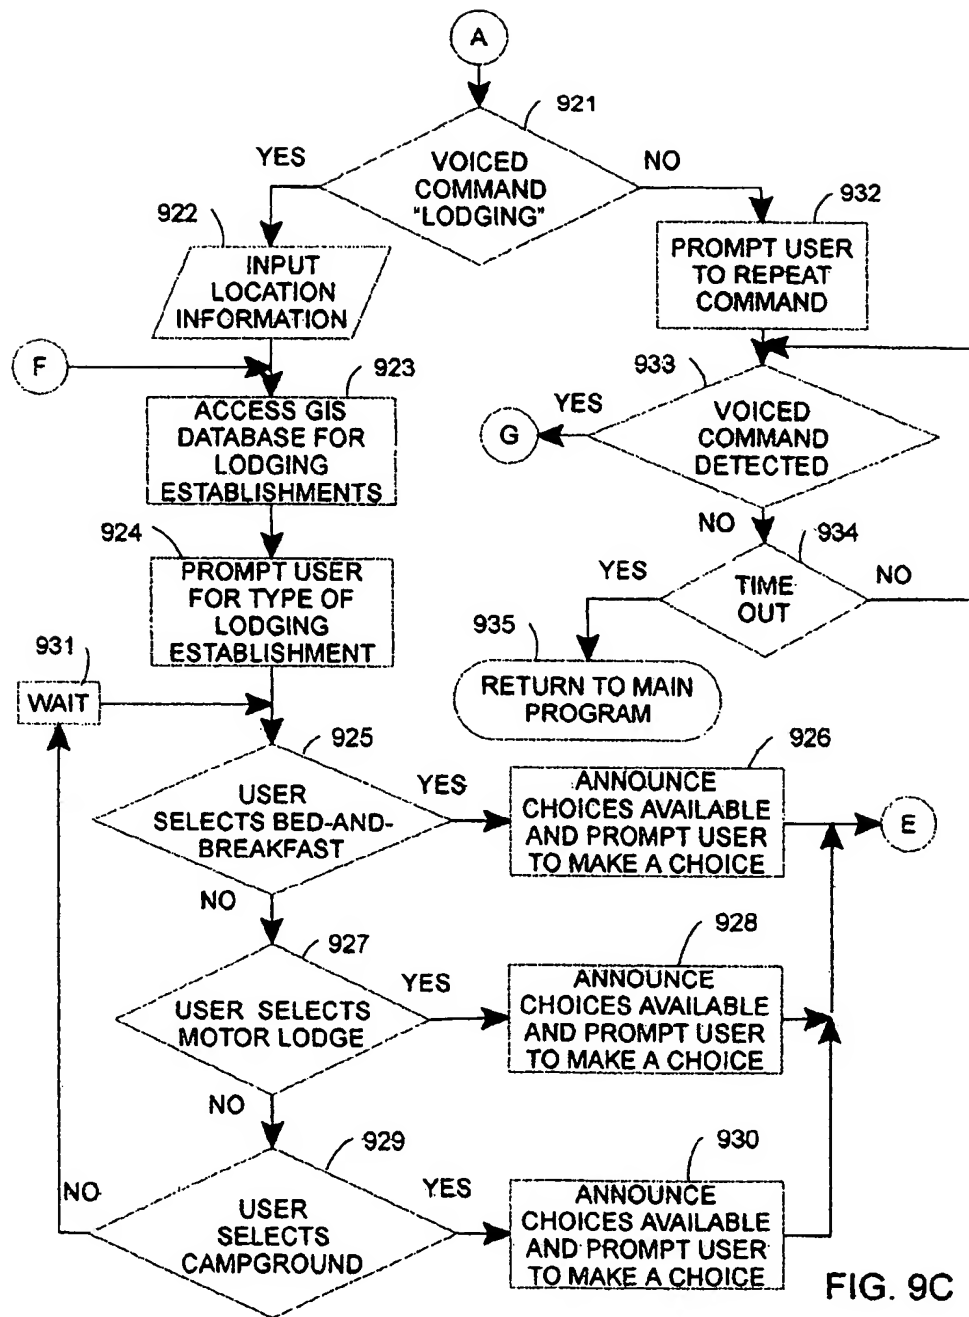 A
921
YES
VOICED
COMMAND
"LODGING"
NO
922
INPUT
LOCATION
INFORMATION
932
PROMPT USER
TO REPEAT
COMMAND
F
923
ACCESS GIS
DATABASE FOR
LODGING
ESTABLISHMENTS
933
YES
G
VOICED
COMMAND
DETECTED
NO
924
PROMPT USER
FOR TYPE OF
LODGING
ESTABLISHMENT
934
YES
TIME
OUT
NO
935
RETURN TO MAIN
PROGRAM
931
WAIT
925
USER
SELECTS BED-AND-
BREAKFAST
YES
926
ANNOUNCE
CHOICES AVAILABLE
AND PROMPT USER
TO MAKE A CHOICE
E
NO
927
USER SELECTS
MOTOR LODGE
YES
928
ANNOUNCE
CHOICES AVAILABLE
AND PROMPT USER
TO MAKE A CHOICE
NO
929
NO
USER
SELECTS
CAMPGROUND
YES
930
ANNOUNCE
CHOICES AVAILABLE
AND PROMPT USER
TO MAKE A CHOICE
FIG. 9C